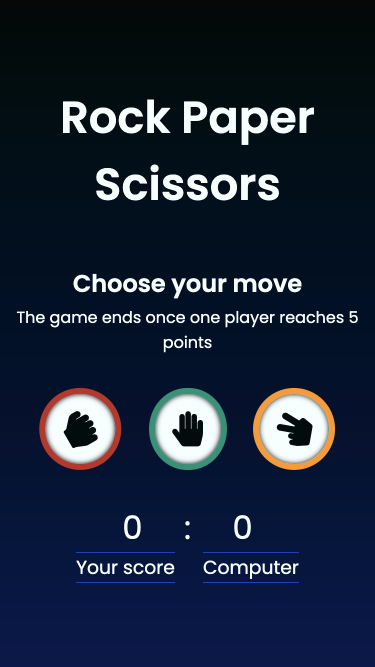 Rock Paper
Scissors
Choose your move
The game ends once one player reaches 5
points
0 : 0
Your score Computer